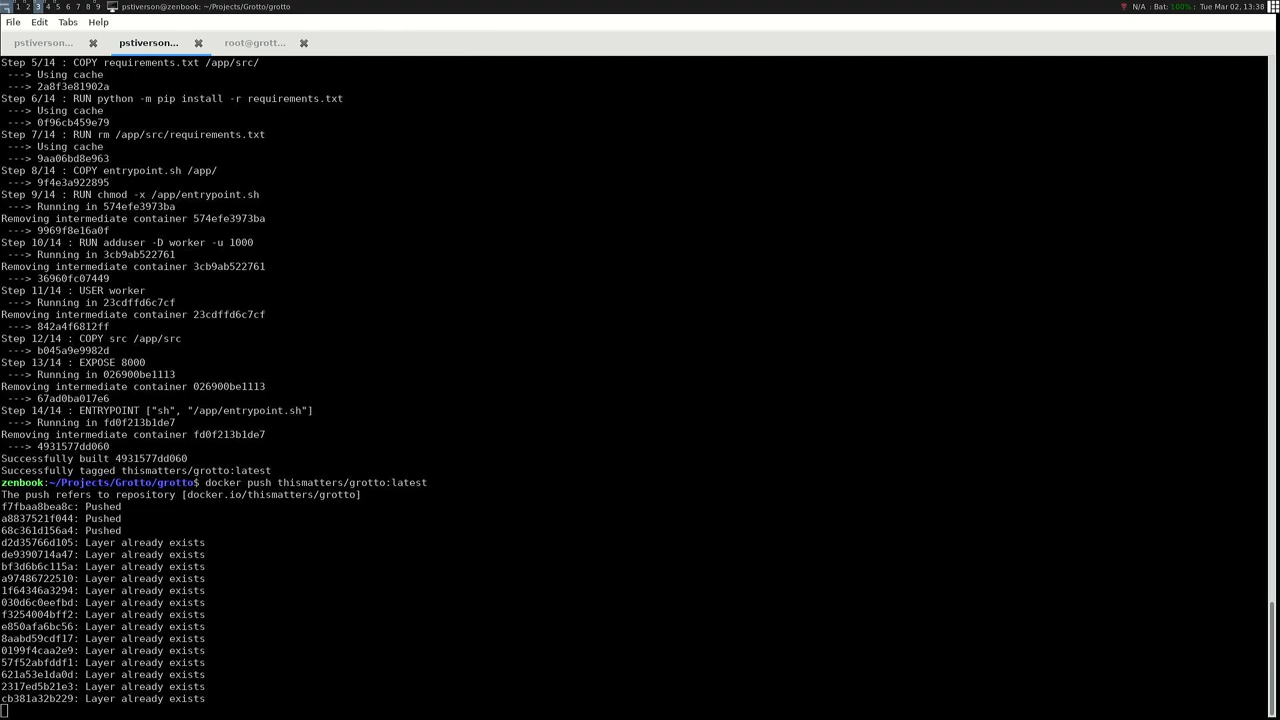 1 2 3 4 5 6 7 8 9 pstiverson@zenbook: ~/Projects/Grotto/grotto N/A : Bat: 100% : Tue Mar 02, 13:38
File Edit Tabs Help
pstiverson... pstiverson... root@grott...
Step 5/14 : COPY requirements.txt /app/src/
 ---> Using cache
 ---> 2a8f3e81902a
Step 6/14 : RUN python -m pip install -r requirements.txt
 ---> Using cache
 ---> 0f96cb459e79
Step 7/14 : RUN rm /app/src/requirements.txt
 ---> Using cache
 ---> 9aa06bd8e963
Step 8/14 : COPY entrypoint.sh /app/
 ---> 9f4e3a922895
Step 9/14 : RUN chmod -x /app/entrypoint.sh
 ---> Running in 574efe3973ba
Removing intermediate container 574efe3973ba
 ---> 9969f8e16a0f
Step 10/14 : RUN adduser -D worker -u 1000
 ---> Running in 3cb9ab522761
Removing intermediate container 3cb9ab522761
 ---> 36960fc07449
Step 11/14 : USER worker
 ---> Running in 23cdffd6c7cf
Removing intermediate container 23cdffd6c7cf
 ---> 842a4f6812ff
Step 12/14 : COPY src /app/src
 ---> b045a9e9982d
Step 13/14 : EXPOSE 8000
 ---> Running in 026900be1113
Removing intermediate container 026900be1113
 ---> 67ad0ba017e6
Step 14/14 : ENTRYPOINT ["sh", "/app/entrypoint.sh"]
 ---> Running in fd0f213b1de7
Removing intermediate container fd0f213b1de7
 ---> 4931577dd060
Successfully built 4931577dd060
Successfully tagged thismatters/grotto:latest
zenbook:~/Projects/Grotto/grotto$ docker push thismatters/grotto:latest
The push refers to repository [docker.io/thismatters/grotto]
f7fbaa8bea8c: Pushed
a8837521f044: Pushed
68c361d156a4: Pushed
d2d35766d105: Layer already exists
de9390714a47: Layer already exists
bf3d6b6c115a: Layer already exists
a97486722510: Layer already exists
1f64346a3294: Layer already exists
030d6c0eefbd: Layer already exists
f3254004bff2: Layer already exists
e850afa6bc56: Layer already exists
8aabd59cdf17: Layer already exists
0199f4caa2e9: Layer already exists
57f52abfddf1: Layer already exists
621a53e1da0d: Layer already exists
2317ed5b21e3: Layer already exists
cb381a32b229: Layer already exists